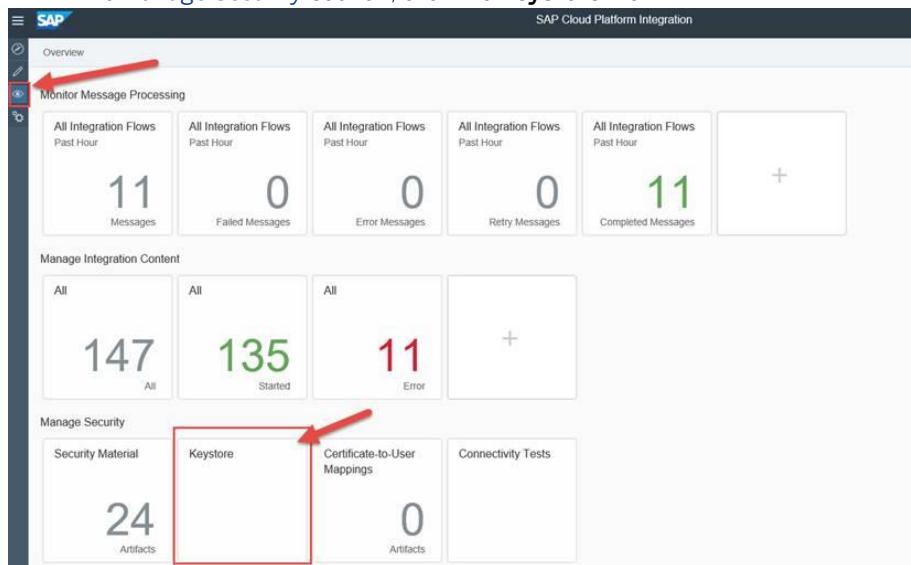 SAP
SAP Cloud Platform Integration
Overview
Monitor Message Processing
All Integration Flows
Past Hour
11
Messages
All Integration Flows
Past Hour
0
Failed Messages
All Integration Flows
Past Hour
0
Error Messages
All Integration Flows
Past Hour
0
Retry Messages
All Integration Flows
Past Hour
11
Completed Messages
+
Manage Integration Content
All
147
All
All
135
Started
All
11
Error
+
Manage Security
Security Material
24
Artifacts
Keystore
Certificate-to-User
Mappings
0
Artifacts
Connectivity Tests